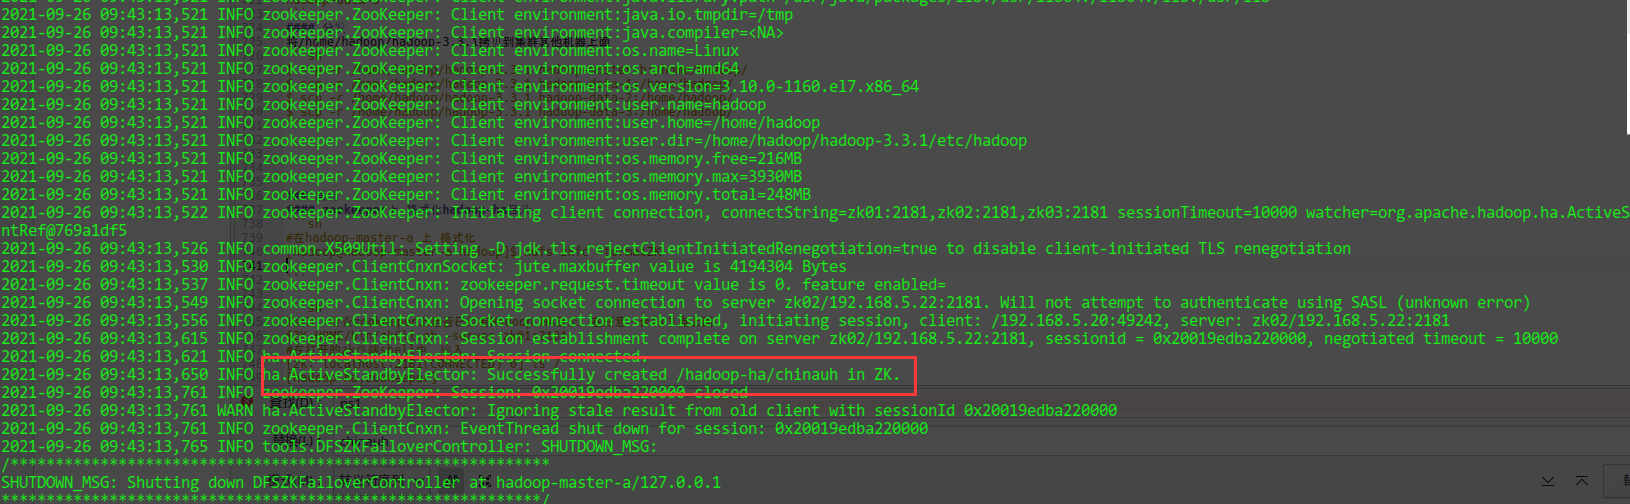 2021-09-26 09:43:13,521 INFO zookeeper.ZooKeeper: Client environment:java.io.tmpdir=/tmp
2021-09-26 09:43:13,521 INFO zookeeper.ZooKeeper: Client environment:java.compiler=<NA>
2021-09-26 09:43:13,521 INFO zookeeper.ZooKeeper: Client environment:os.name=Linux
2021-09-26 09:43:13,521 INFO zookeeper.ZooKeeper: Client environment:os.arch=amd64
2021-09-26 09:43:13,521 INFO zookeeper.ZooKeeper: Client environment:os.version=3.10.0-1160.el7.x86_64
2021-09-26 09:43:13,521 INFO zookeeper.ZooKeeper: Client environment:user.name=hadoop
2021-09-26 09:43:13,521 INFO zookeeper.ZooKeeper: Client environment:user.home=/home/hadoop
2021-09-26 09:43:13,521 INFO zookeeper.ZooKeeper: Client environment:user.dir=/home/hadoop/hadoop-3.3.1/etc/hadoop
2021-09-26 09:43:13,521 INFO zookeeper.ZooKeeper: Client environment:os.memory.free=216MB
2021-09-26 09:43:13,521 INFO zookeeper.ZooKeeper: Client environment:os.memory.max=3930MB
2021-09-26 09:43:13,521 INFO zookeeper.ZooKeeper: Client environment:os.memory.total=248MB
2021-09-26 09:43:13,522 INFO zookeeper.ZooKeeper: Initiating client connection, connectString=zk01:2181,zk02:2181,zk03:2181 sessionTimeout=10000 watcher=org.apache.hadoop.ha.ActiveS
ntRef@769a1df5
2021-09-26 09:43:13,526 INFO common.X509Util: Setting -D jdk.tls.rejectClientInitiatedRenegotiation=true to disable client-initiated TLS renegotiation
2021-09-26 09:43:13,530 INFO zookeeper.ClientCnxnSocket: jute.maxbuffer value is 4194304 Bytes
2021-09-26 09:43:13,537 INFO zookeeper.ClientCnxn: zookeeper.request.timeout value is 0. feature enabled=
2021-09-26 09:43:13,549 INFO zookeeper.ClientCnxn: Opening socket connection to server zk02/192.168.5.22:2181. Will not attempt to authenticate using SASL (unknown error)
2021-09-26 09:43:13,556 INFO zookeeper.ClientCnxn: Socket connection established, initiating session, client: /192.168.5.20:49242, server: zk02/192.168.5.22:2181
2021-09-26 09:43:13,615 INFO zookeeper.ClientCnxn: Session establishment complete on server zk02/192.168.5.22:2181, sessionid = 0x20019edba220000, negotiated timeout = 10000
2021-09-26 09:43:13,621 INFO ha.ActiveStandbyElector: Session connected.
2021-09-26 09:43:13,650 INFO ha.ActiveStandbyElector: Successfully created /hadoop-ha/chinauh in ZK.
2021-09-26 09:43:13,761 INFO zookeeper.ZooKeeper: Session: 0x20019edba220000 closed
2021-09-26 09:43:13,761 WARN ha.ActiveStandbyElector: Ignoring stale result from old client with sessionId 0x20019edba220000
2021-09-26 09:43:13,761 INFO zookeeper.ClientCnxn: EventThread shut down for session: 0x20019edba220000
2021-09-26 09:43:13,765 INFO tools.DFSZKFailoverController: SHUTDOWN_MSG:
/************************************************************
SHUTDOWN_MSG: Shutting down DFSZKFailoverController at hadoop-master-a/127.0.0.1
************************************************************/